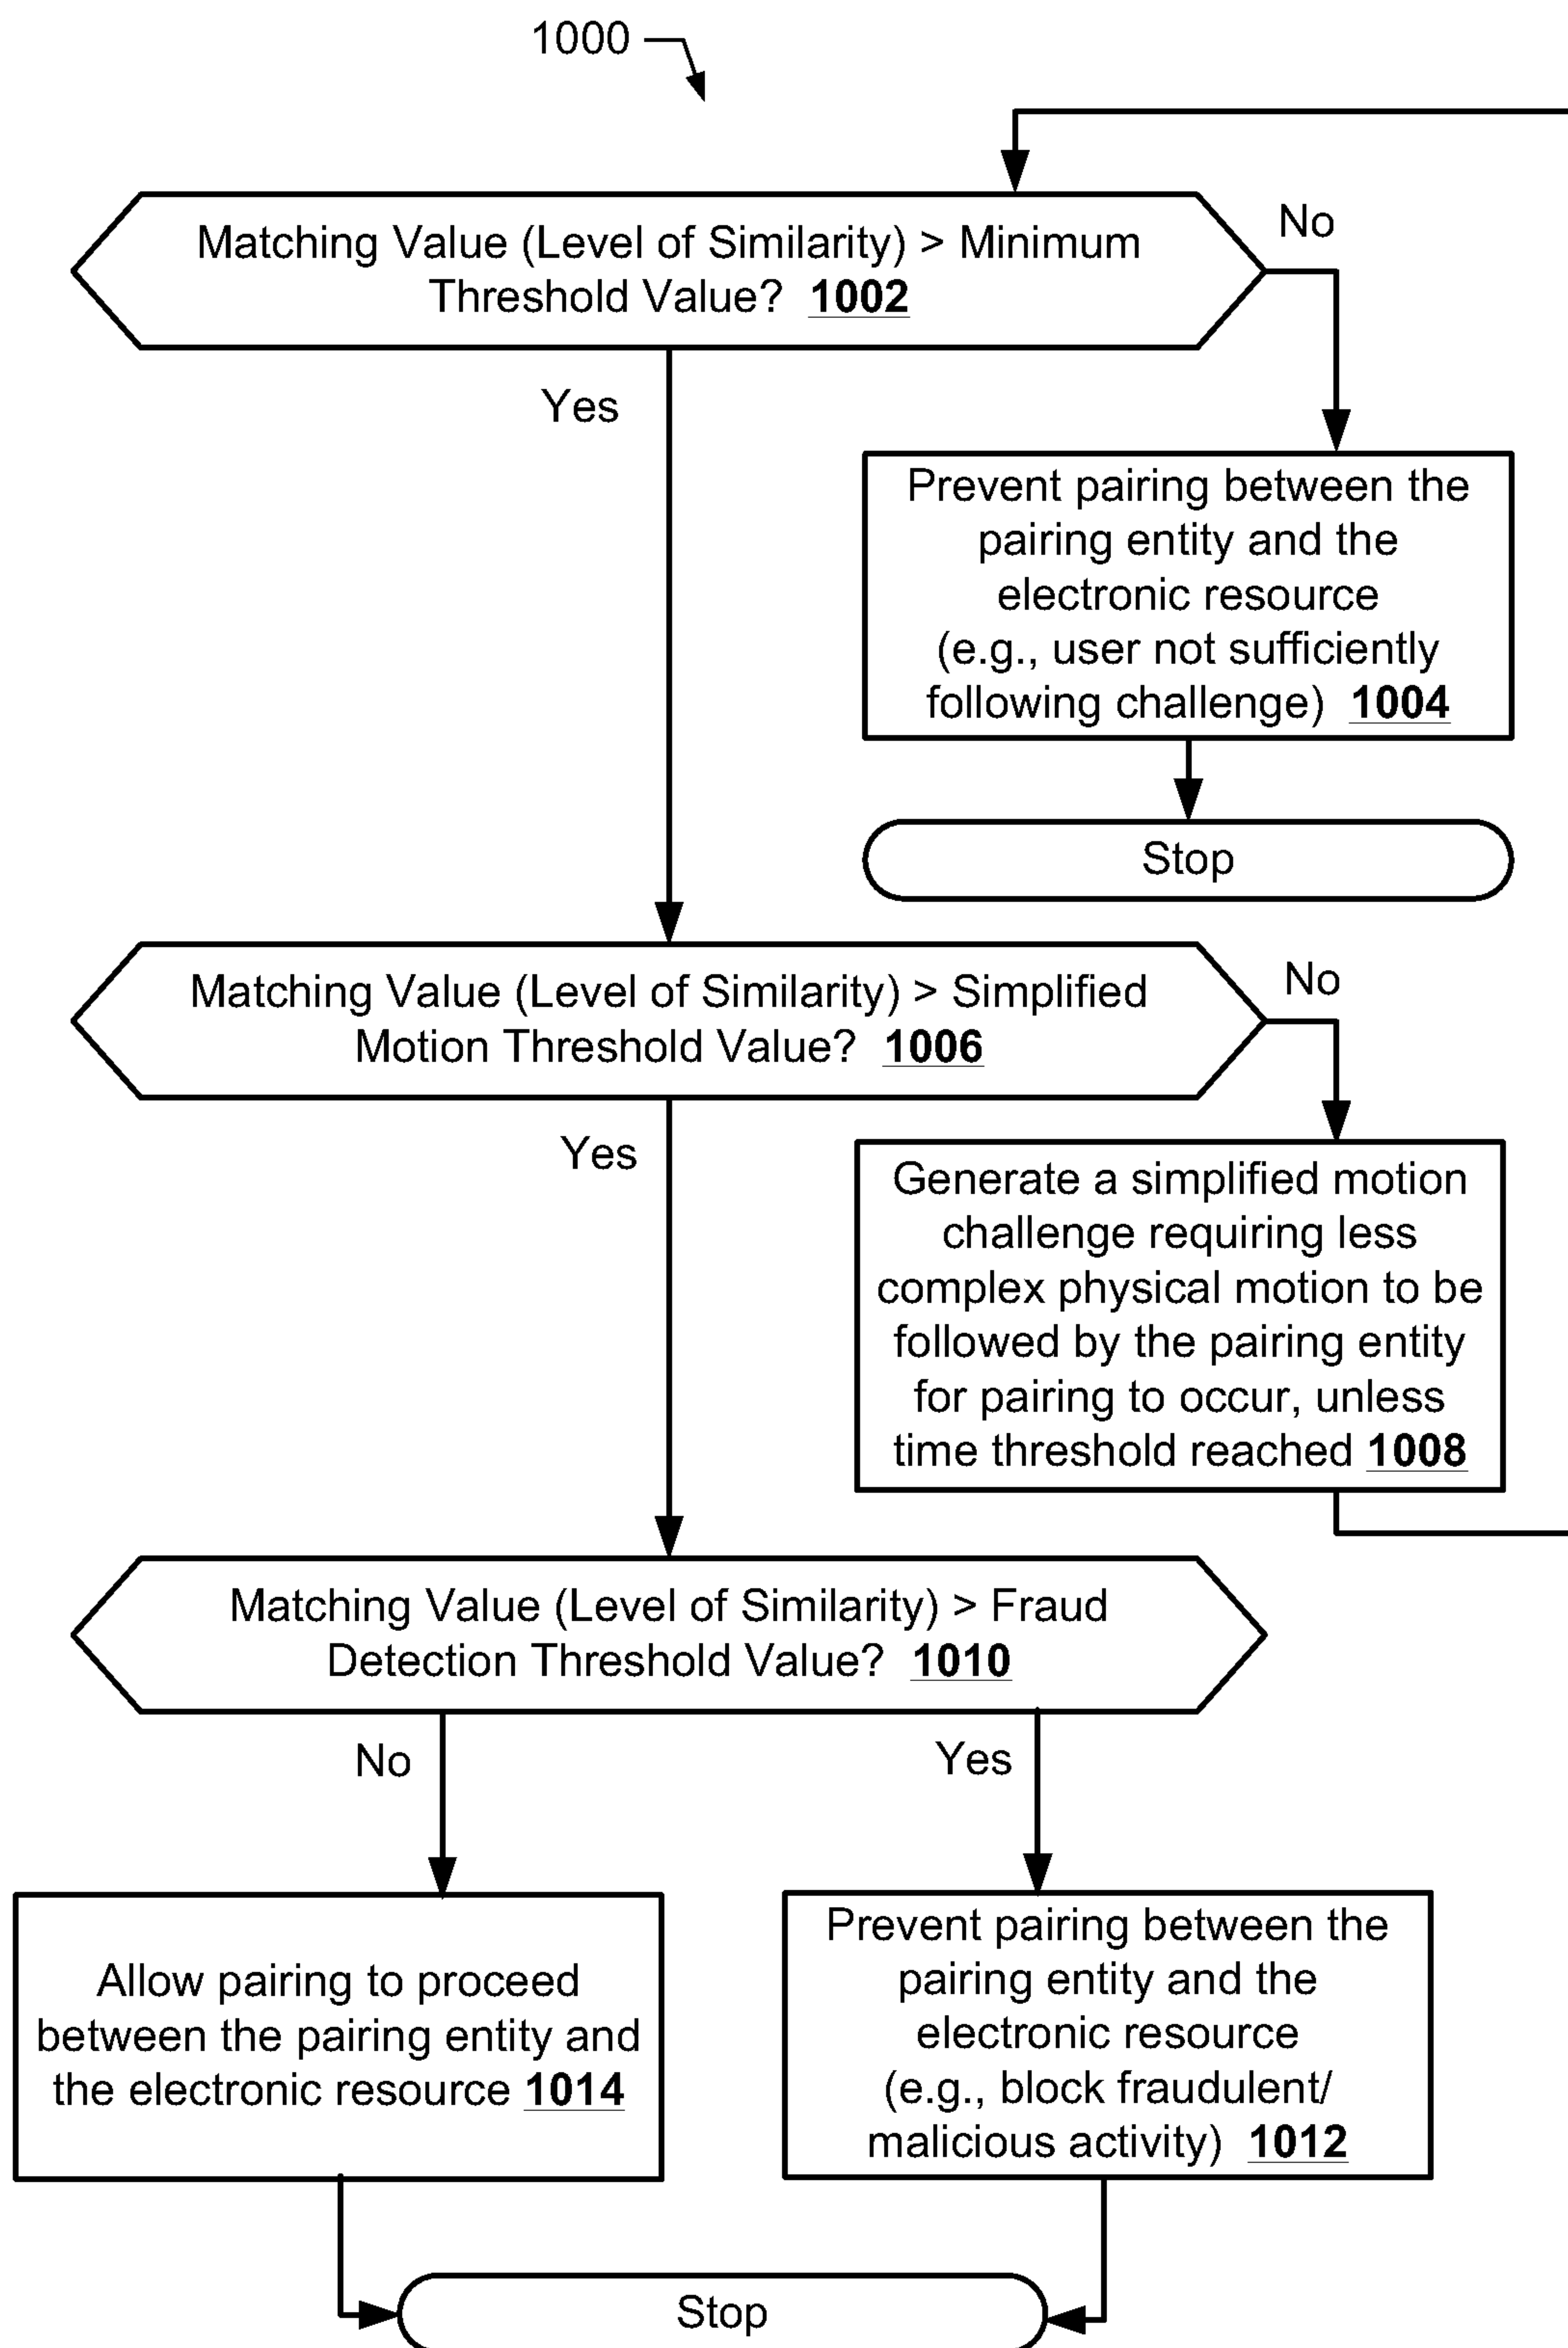 1000
Matching Value (Level of Similarity) > Minimum
Threshold Value? 1002
No
Yes
Prevent pairing between the
pairing entity and the
electronic resource
(e.g., user not sufficiently
following challenge) 1004
Stop
Matching Value (Level of Similarity) > Simplified
Motion Threshold Value? 1006
No
Yes
Generate a simplified motion
challenge requiring less
complex physical motion to be
followed by the pairing entity
for pairing to occur, unless
time threshold reached 1008
Matching Value (Level of Similarity) > Fraud
Detection Threshold Value? 1010
No
Yes
Allow pairing to proceed
between the pairing entity and
the electronic resource 1014
Prevent pairing between the
pairing entity and the
electronic resource
(e.g., block fraudulent/
malicious activity) 1012
Stop